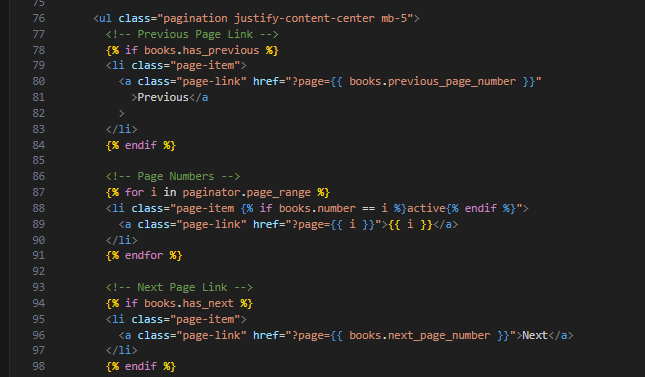 75
76 <ul class="pagination justify-content-center mb-5">
77 <!-- Previous Page Link -->
78 {% if books.has_previous %}
79 <li class="page-item">
80 <a class="page-link" href="?page={{ books.previous_page_number }}"
81 >Previous</a
82 >
83 </li>
84 {% endif %}
85
86 <!-- Page Numbers -->
87 {% for i in paginator.page_range %}
88 <li class="page-item {% if books.number == i %}active{% endif %}">
89 <a class="page-link" href="?page={{ i }}">{{ i }}</a>
90 </li>
91 {% endfor %}
92
93 <!-- Next Page Link -->
94 {% if books.has_next %}
95 <li class="page-item">
96 <a class="page-link" href="?page={{ books.next_page_number }}">Next</a>
97 </li>
98 {% endif %}